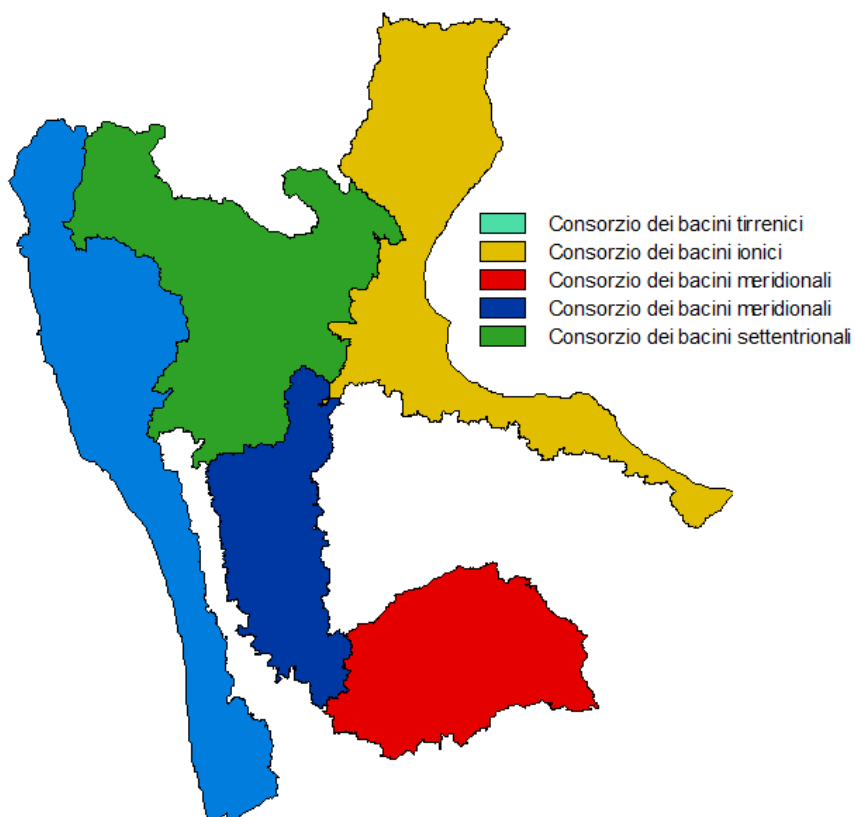 Consorzio dei bacini tirrenici
Consorzio dei bacini ionici
Consorzio dei bacini meridionali
Consorzio dei bacini meridionali
Consorzio dei bacini settentrionali